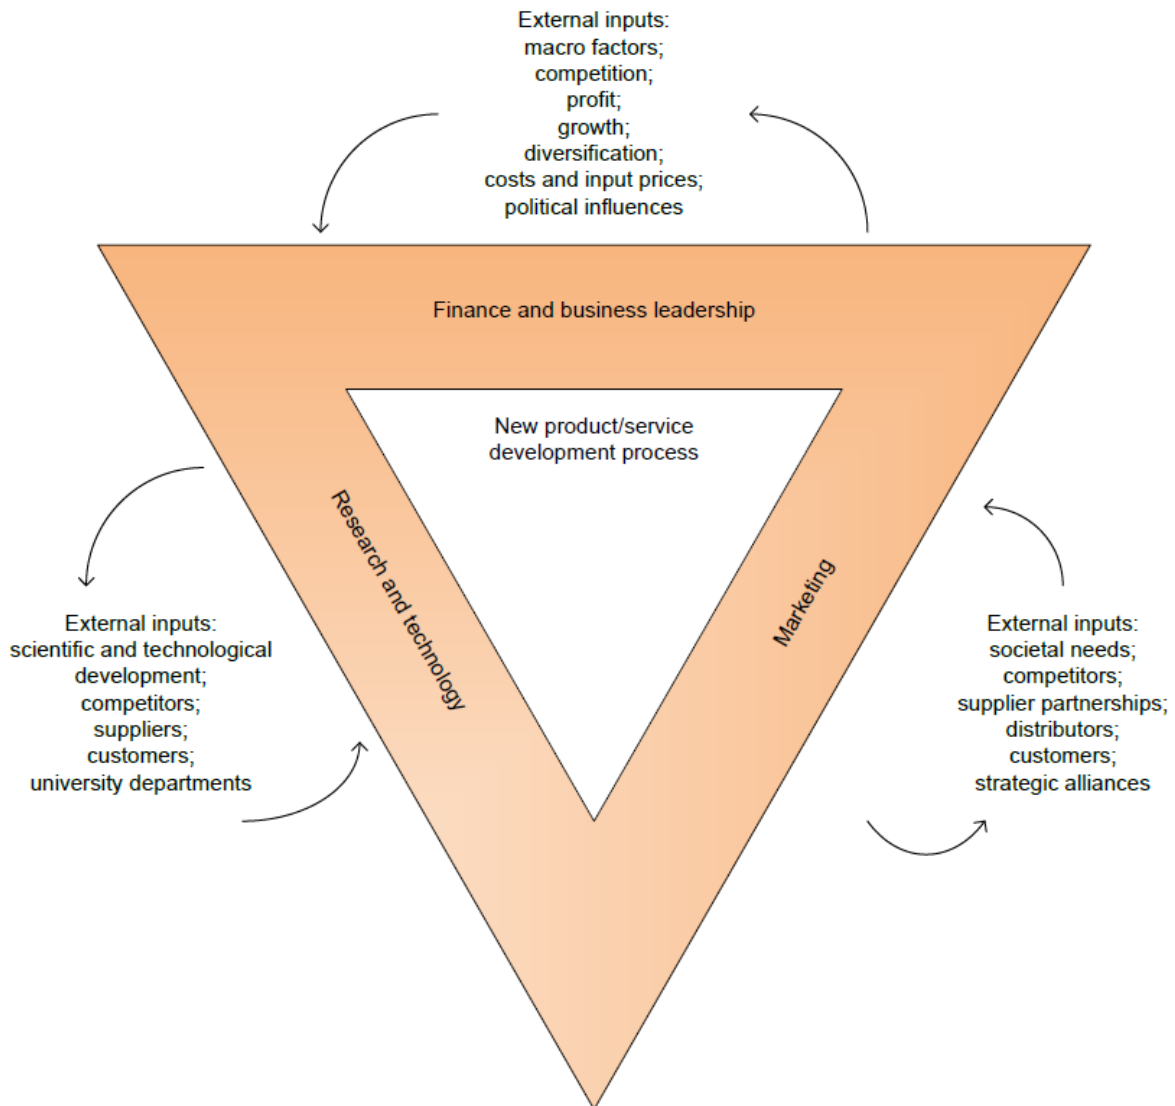 External inputs:
macro factors;
competition;
profit;
growth;
diversification;
costs and input prices;
political influences
Finance and business leadership
New product/service
development process
Research and technology
Marketing
External inputs:
scientific and technological
development;
competitors;
suppliers;
customers;
university departments
External inputs:
societal needs;
competitors;
supplier partnerships;
distributors;
customers;
strategic alliances